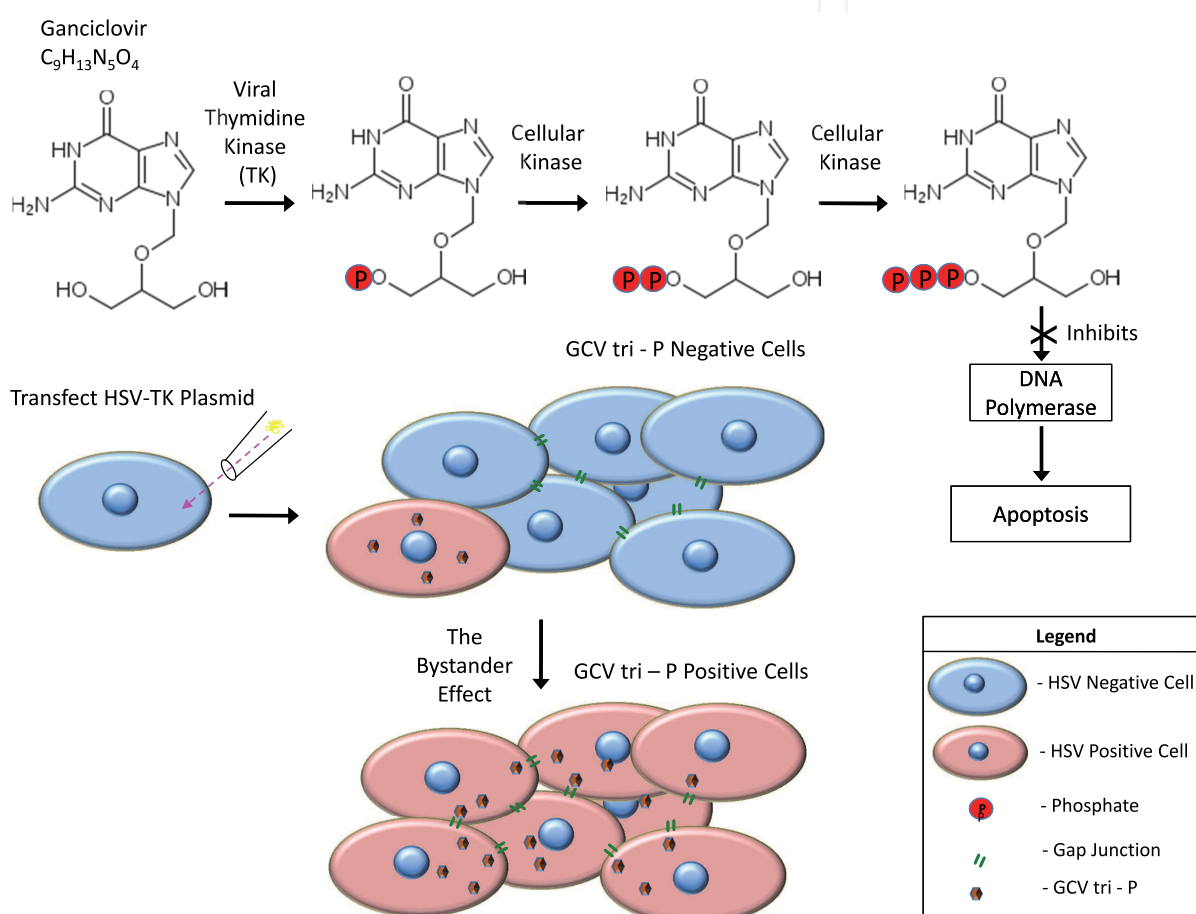 Ganciclovir
C₉H₁₃N₅O₄
Viral
Thymidine
Kinase
(TK)
Cellular
Kinase
Cellular
Kinase
O
HN
N
H₂N
N
N
O
HO
OH
O
HN
N
H₂N
N
N
O
P O
OH
O
HN
N
H₂N
N
N
O
P P O
OH
O
HN
N
H₂N
N
N
O
P P P O
OH
Inhibits
DNA
Polymerase
Apoptosis
GCV tri - P Negative Cells
Transfect HSV-TK Plasmid
The
Bystander
Effect
GCV tri – P Positive Cells
Legend
- HSV Negative Cell
- HSV Positive Cell
P - Phosphate
- Gap Junction
- GCV tri - P